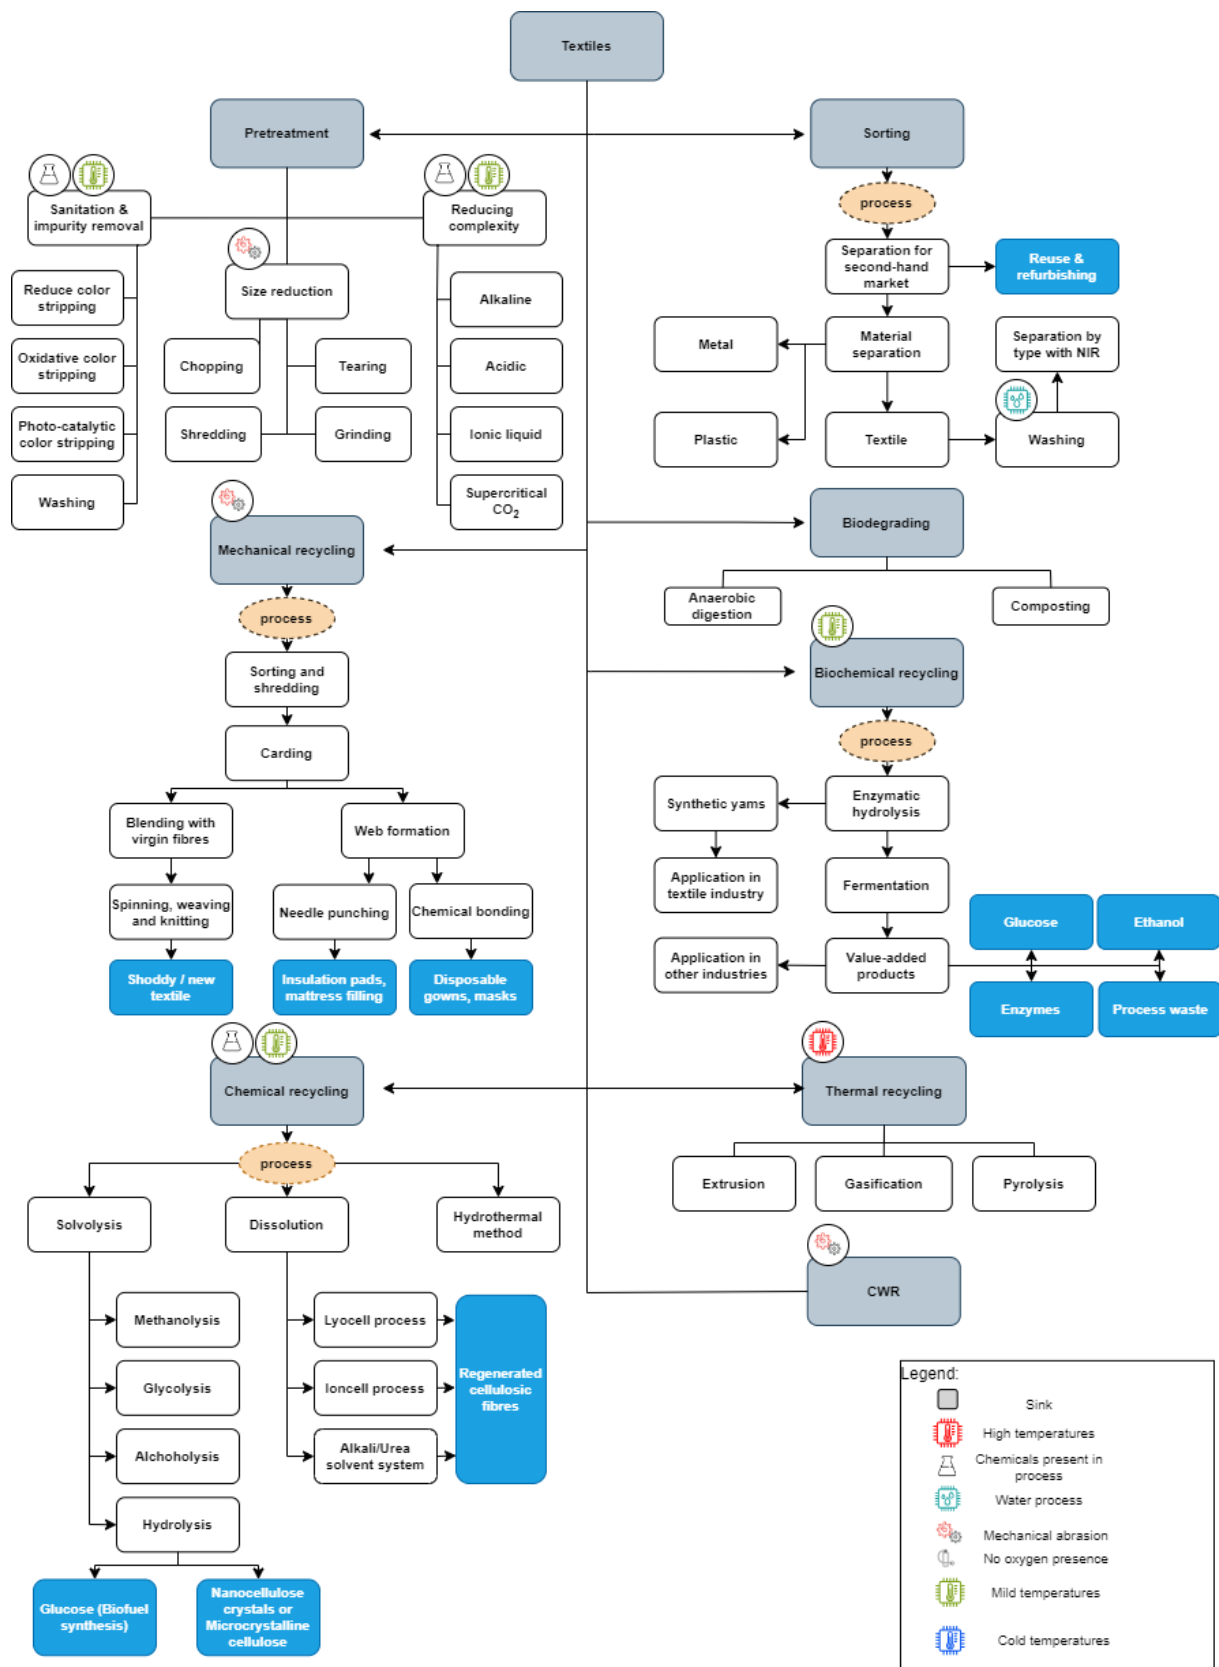 Textiles
Pretreatment
Sorting
Sanitation &
impurity removal
Reducing
complexity
process
Size reduction
Separation for
second-hand
market
Reuse &
refurbishing
Reduce color
stripping
Alkaline
Chopping
Tearing
Oxidative color
stripping
Acidic
Metal
Material
separation
Separation by
type with NIR
Photo-catalytic
color stripping
Shredding
Grinding
Ionic liquid
Plastic
Textile
Washing
Washing
Supercritical
CO2
Mechanical recycling
Biodegrading
process
Anaerobic
digestion
Composting
Sorting and
shredding
Biochemical recycling
Carding
process
Blending with
virgin fibres
Web formation
Synthetic yams
Enzymatic
hydrolysis
Spinning, weaving
and knitting
Needle punching
Chemical bonding
Application in
textile industry
Fermentation
Shoddy / new
textile
Insulation pads,
mattress filling
Disposable
gowns, masks
Application in
other industries
Value-added
products
Glucose
Ethanol
Enzymes
Process waste
Chemical recycling
Thermal recycling
process
Extrusion
Gasification
Pyrolysis
Solvolysis
Dissolution
Hydrothermal
method
CWR
Methanolysis
Lyocell process
Glycolysis
Ioncell process
Regenerated
cellulosic
fibres
Alchoholysis
Alkali/Urea
solvent system
Hydrolysis
Glucose (Biofuel
synthesis)
Nanocellulose
crystals or
Microcrystalline
cellulose
Legend:
Sink
High temperatures
Chemicals present in
process
Water process
Mechanical abrasion
No oxygen presence
Mild temperatures
Cold temperatures